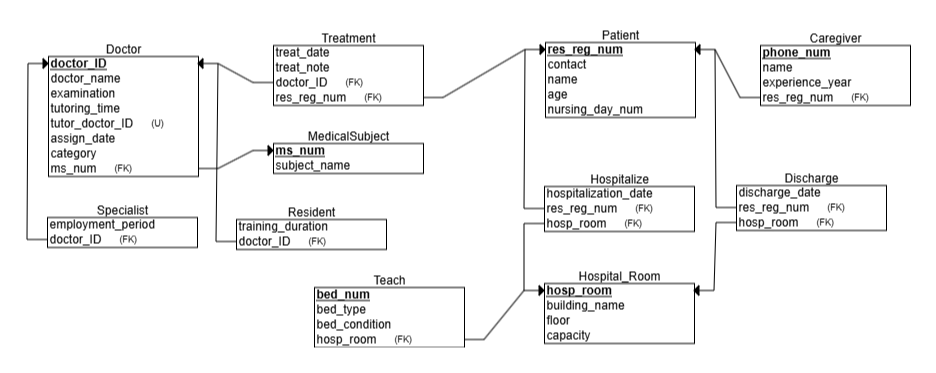 Doctor
doctor_ID
doctor_name
examination
tutoring_time
tutor_doctor_ID (U)
assign_date
category
ms_num (FK)
Treatment
treat_date
treat_note
doctor_ID (FK)
res_reg_num (FK)
Patient
res_reg_num
contact
name
age
nursing_day_num
Caregiver
phone_num
name
experience_year
res_reg_num (FK)
MedicalSubject
ms_num
subject_name
Specialist
employment_period
doctor_ID (FK)
Resident
training_duration
doctor_ID (FK)
Hospitalize
hospitalization_date
res_reg_num (FK)
hosp_room (FK)
Discharge
discharge_date
res_reg_num (FK)
hosp_room (FK)
Teach
bed_num
bed_type
bed_condition
hosp_room (FK)
Hospital_Room
hosp_room
building_name
floor
capacity